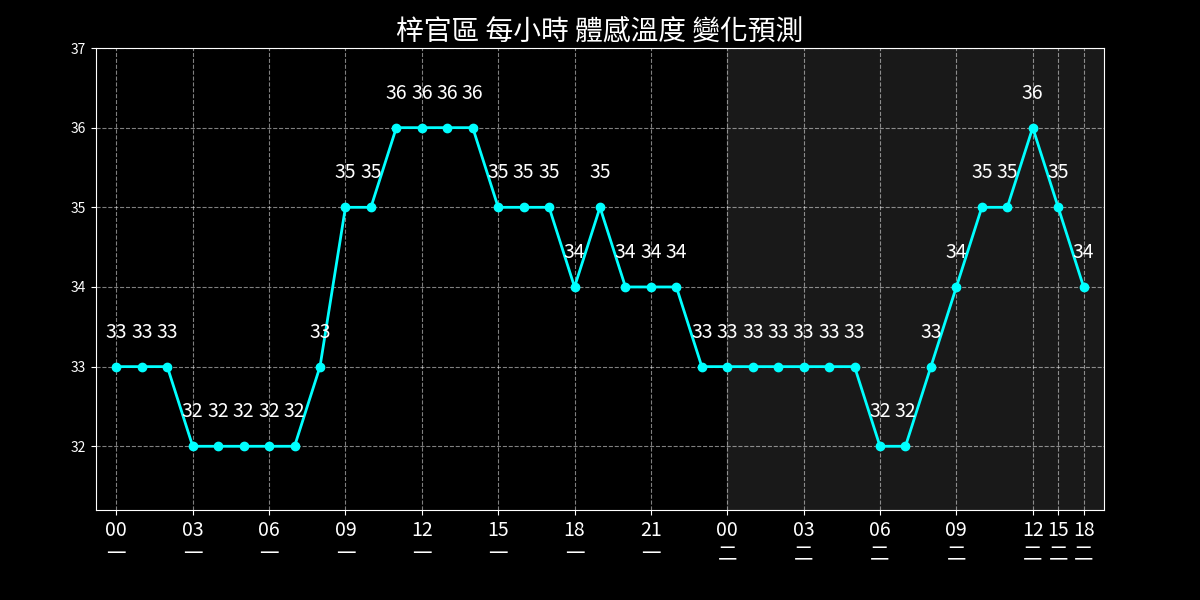 梓官區 每小時 體感溫度 變化預測
37
36 36 36 36 36
36
35 35 35 35 35 35 35 35 35
35
34 34 34 34 34 34
34
33 33 33 33 33 33 33 33 33 33 33 33
33
32 32 32 32 32 32 32
32
00 03 06 09 12 15 18 21 00 03 06 09 12 15 18
一 一 一 一 一 一 一 一 二 二 二 二 二 二 二